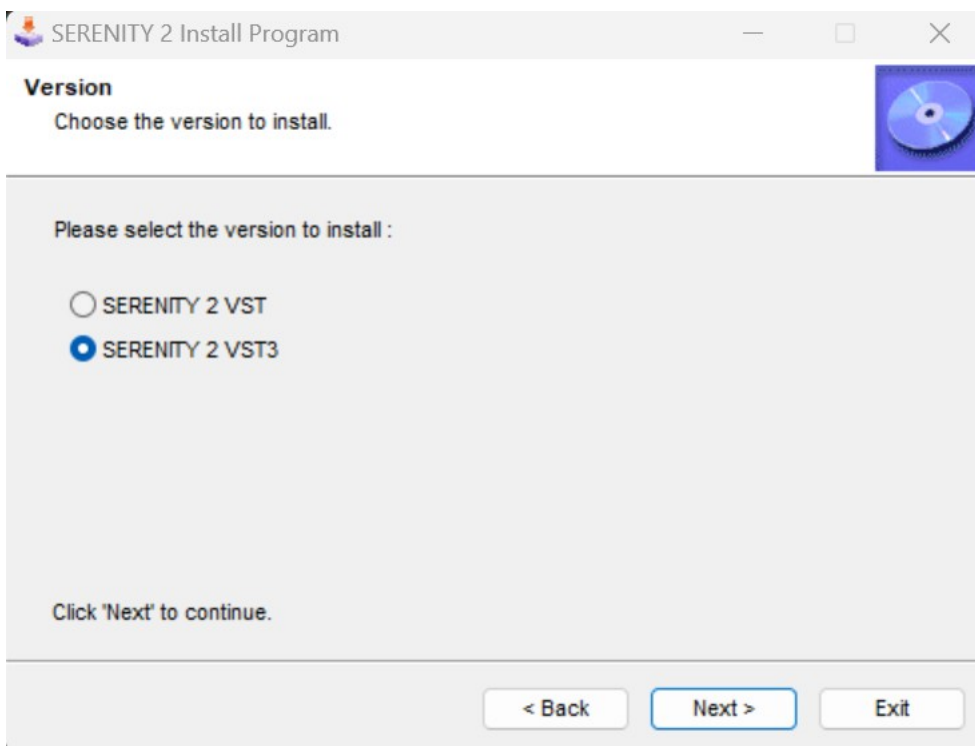 SERENITY 2 Install Program
Version
Choose the version to install.
Please select the version to install :
SERENITY 2 VST
SERENITY 2 VST3
Click 'Next' to continue.
< Back Next > Exit